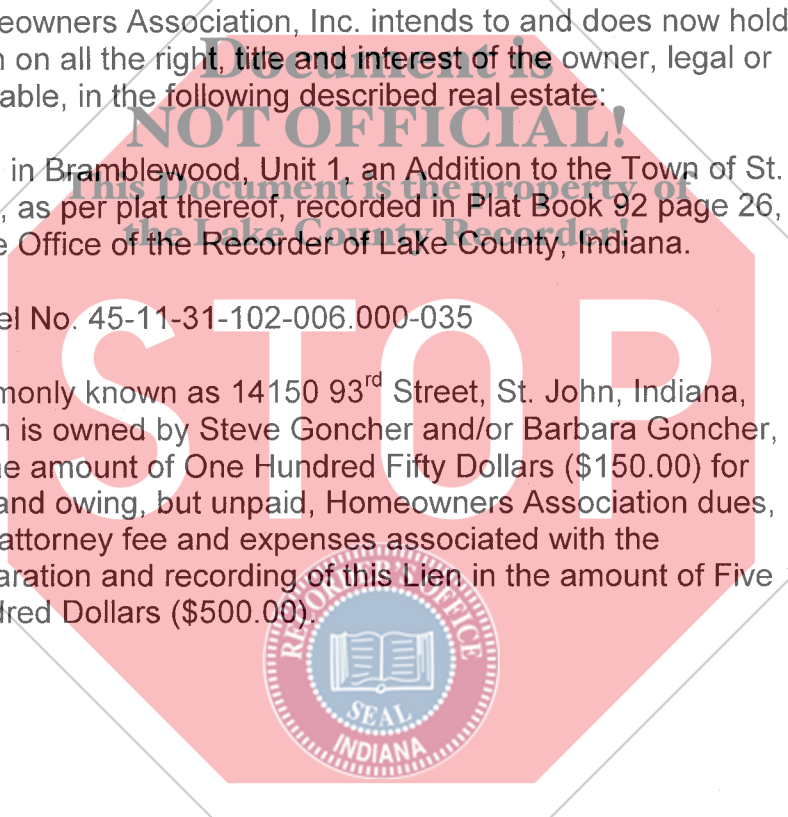 eowners Association, Inc. intends to and does now hold
n on all the right, title and interest of the owner, legal or
able, in the following described real estate:
in Bramblewood, Unit 1, an Addition to the Town of St.
, as per plat thereof, recorded in Plat Book 92 page 26,
e Office of the Recorder of Lake County, Indiana.
el No. 45-11-31-102-006.000-035
monly known as 14150 93rd Street, St. John, Indiana,
h is owned by Steve Goncher and/or Barbara Goncher,
ne amount of One Hundred Fifty Dollars ($150.00) for
and owing, but unpaid, Homeowners Association dues,
attorney fee and expenses associated with the
aration and recording of this Lien in the amount of Five
dred Dollars ($500.00).
Document is
NOT OFFICIAL!
This Document is the property of
the Lake County Recorder!
STOP
RECORDER'S OFFICE
SEAL
INDIANA